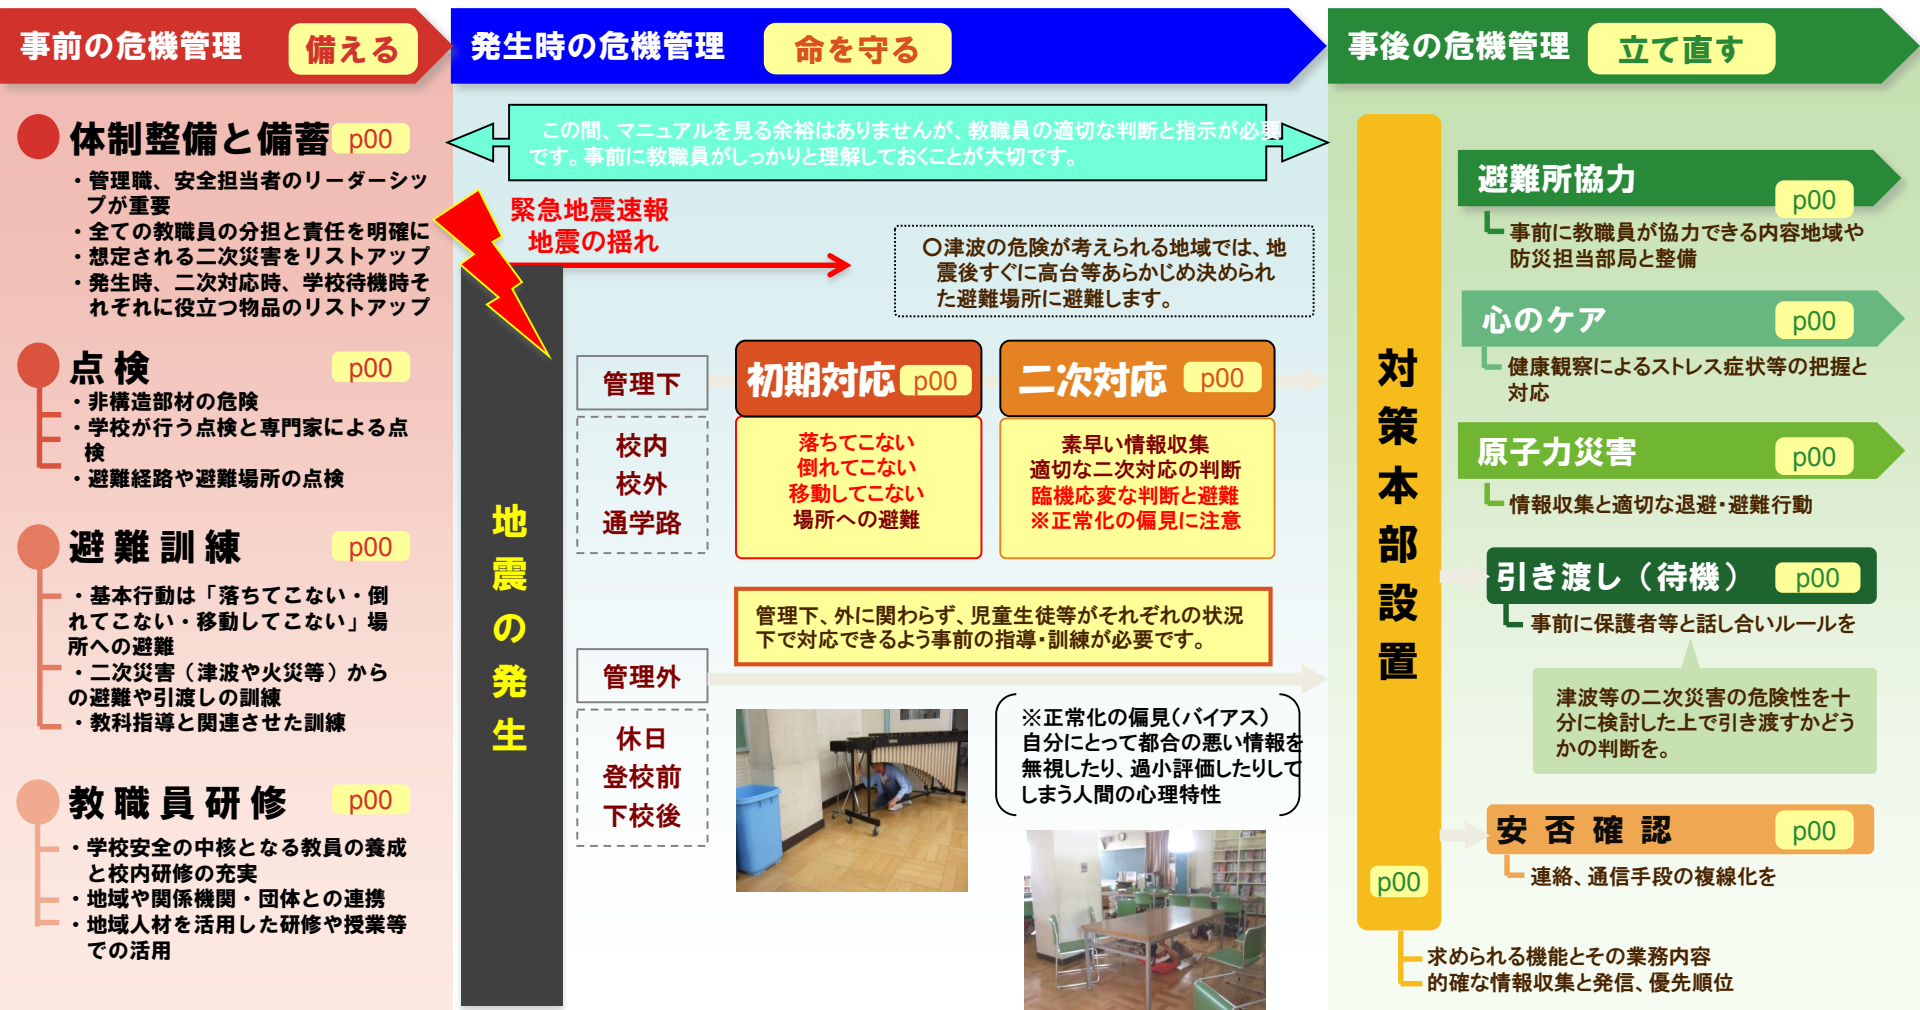 事前の危機管理
備える
体制整備と備蓄
p00
・管理職、安全担当者のリーダーシッ
プが重要
・全ての教職員の分担と責任を明確に
・想定される二次災害をリストアップ
・発生時、二次対応時、学校待機時そ
れぞれに役立つ物品のリストアップ
点検
p00
・非構造部材の危険
・学校が行う点検と専門家による点
検
・避難経路や避難場所の点検
避難訓練
p00
・基本行動は「落ちてこない・倒
れてこない・移動してこない」場
所への避難
・二次災害（津波や火災等）から
の避難や引渡しの訓練
・教科指導と関連させた訓練
教職員研修
p00
・学校安全の中核となる教員の養成
と校内研修の充実
・地域や関係機関・団体との連携
・地域人材を活用した研修や授業等
での活用
発生時の危機管理
命を守る
この間、マニュアルを見る余裕はありませんが、教職員の適切な判断と指示が必要
です。事前に教職員がしっかりと理解しておくことが大切です。
緊急地震速報
地震の揺れ
〇津波の危険が考えられる地域では、地
震後すぐに高台等あらかじめ決められ
た避難場所に避難します。
地震の発生
管理下
校内
校外
通学路
初期対応
p00
落ちてこない
倒れてこない
移動してこない
場所への避難
二次対応
p00
素早い情報収集
適切な二次対応の判断
臨機応変な判断と避難
※正常化の偏見に注意
管理下、外に関わらず、児童生徒等がそれぞれの状況
下で対応できるよう事前の指導・訓練が必要です。
管理外
休日
登校前
下校後
※正常化の偏見（バイアス）
自分にとって都合の悪い情報を
無視したり、過小評価したりして
しまう人間の心理特性
事後の危機管理
立て直す
対策本部設置
p00
求められる機能とその業務内容
的確な情報収集と発信、優先順位
避難所協力
p00
事前に教職員が協力できる内容地域や
防災担当部局と整備
心のケア
p00
健康観察によるストレス症状等の把握と
対応
原子力災害
p00
情報収集と適切な退避・避難行動
引き渡し（待機）
p00
事前に保護者等と話し合いルールを
津波等の二次災害の危険性を十
分に検討した上で引き渡すかどう
かの判断を。
安否確認
p00
連絡、通信手段の複線化を